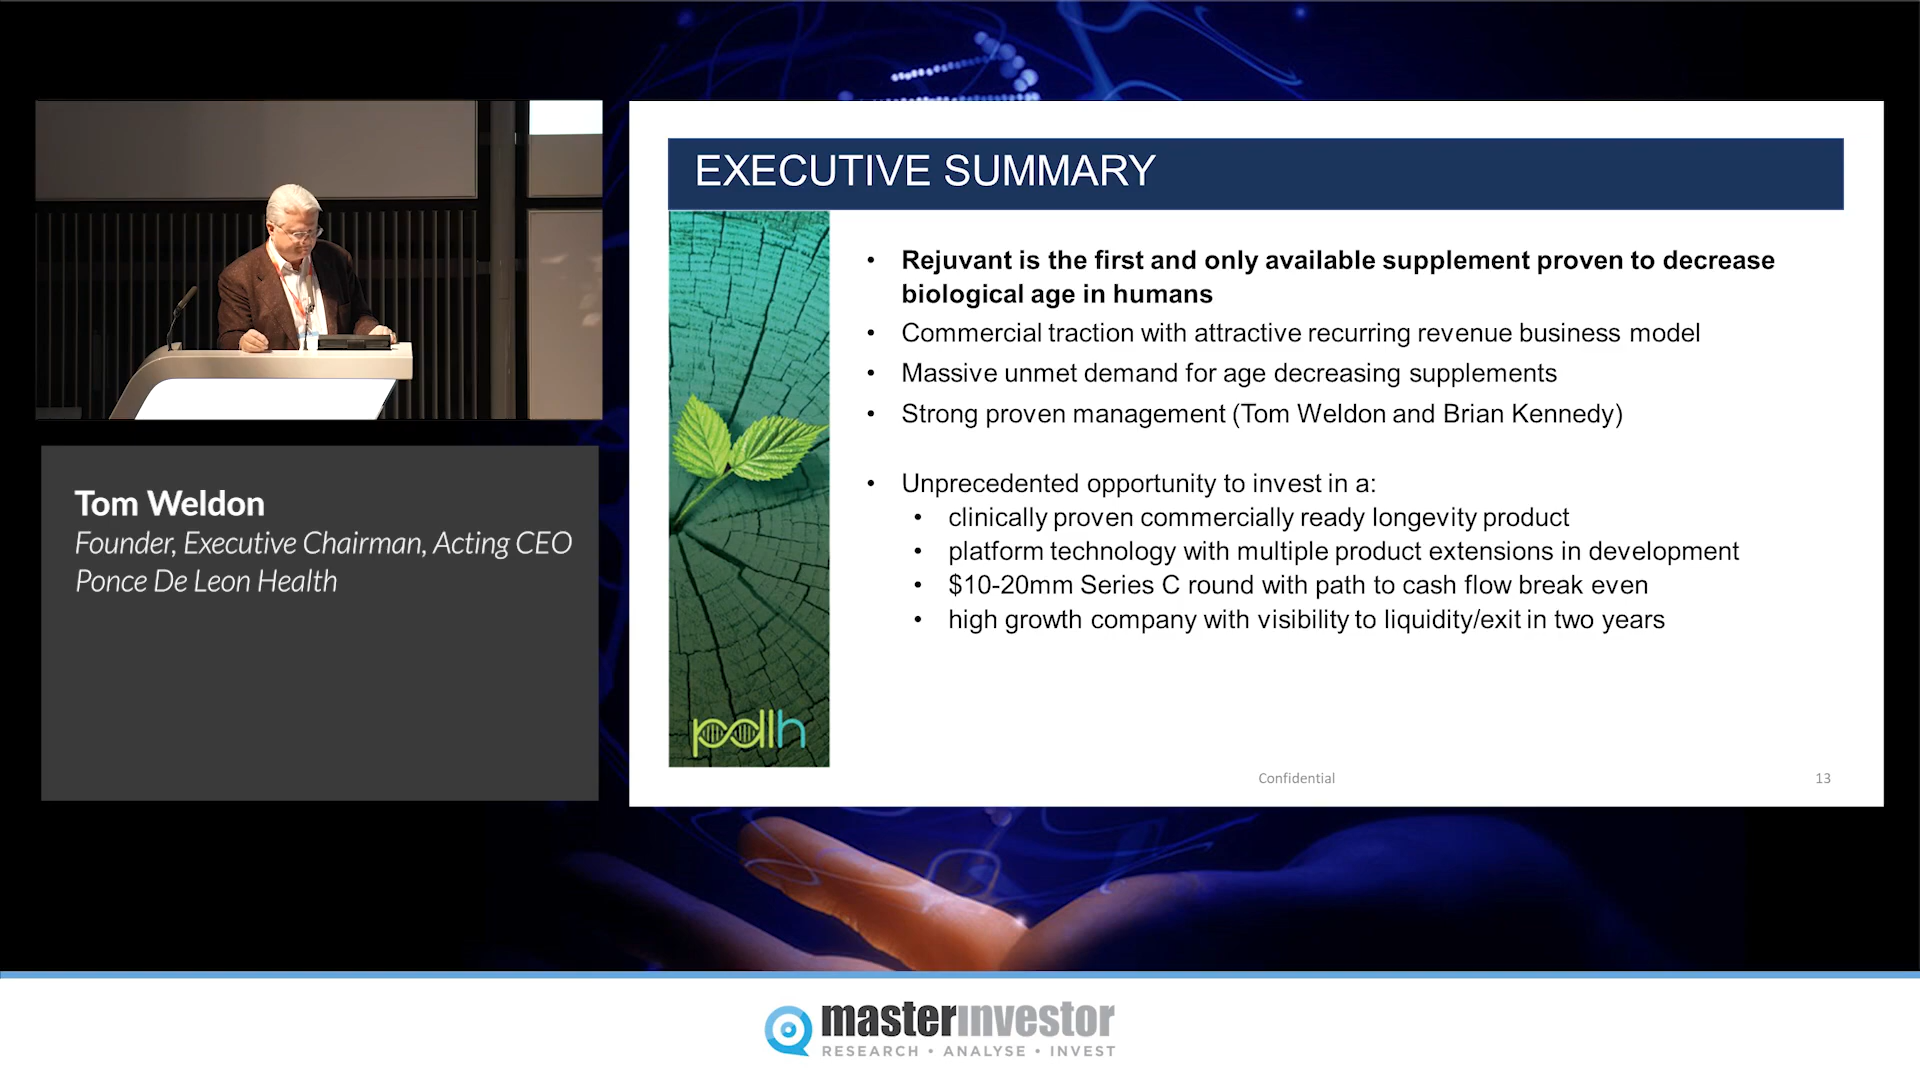 EXECUTIVE SUMMARY
• Rejuvant is the first and only available supplement proven to decrease
biological age in humans
• Commercial traction with attractive recurring revenue business model
• Massive unmet demand for age decreasing supplements
• Strong proven management (Tom Weldon and Brian Kennedy)
• Unprecedented opportunity to invest in a:
• clinically proven commercially ready longevity product
• platform technology with multiple product extensions in development
• $10-20mm Series C round with path to cash flow break even
• high growth company with visibility to liquidity/exit in two years
pdlh
Confidential
13
Tom Weldon
Founder, Executive Chairman, Acting CEO
Ponce De Leon Health
masterinvestor
RESEARCH • ANALYSE • INVEST